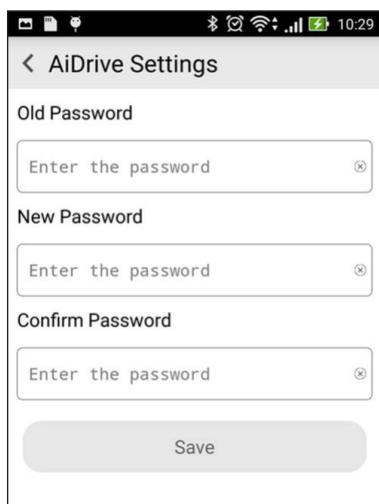 10:29
AiDrive Settings
Old Password
Enter the password
New Password
Enter the password
Confirm Password
Enter the password
Save